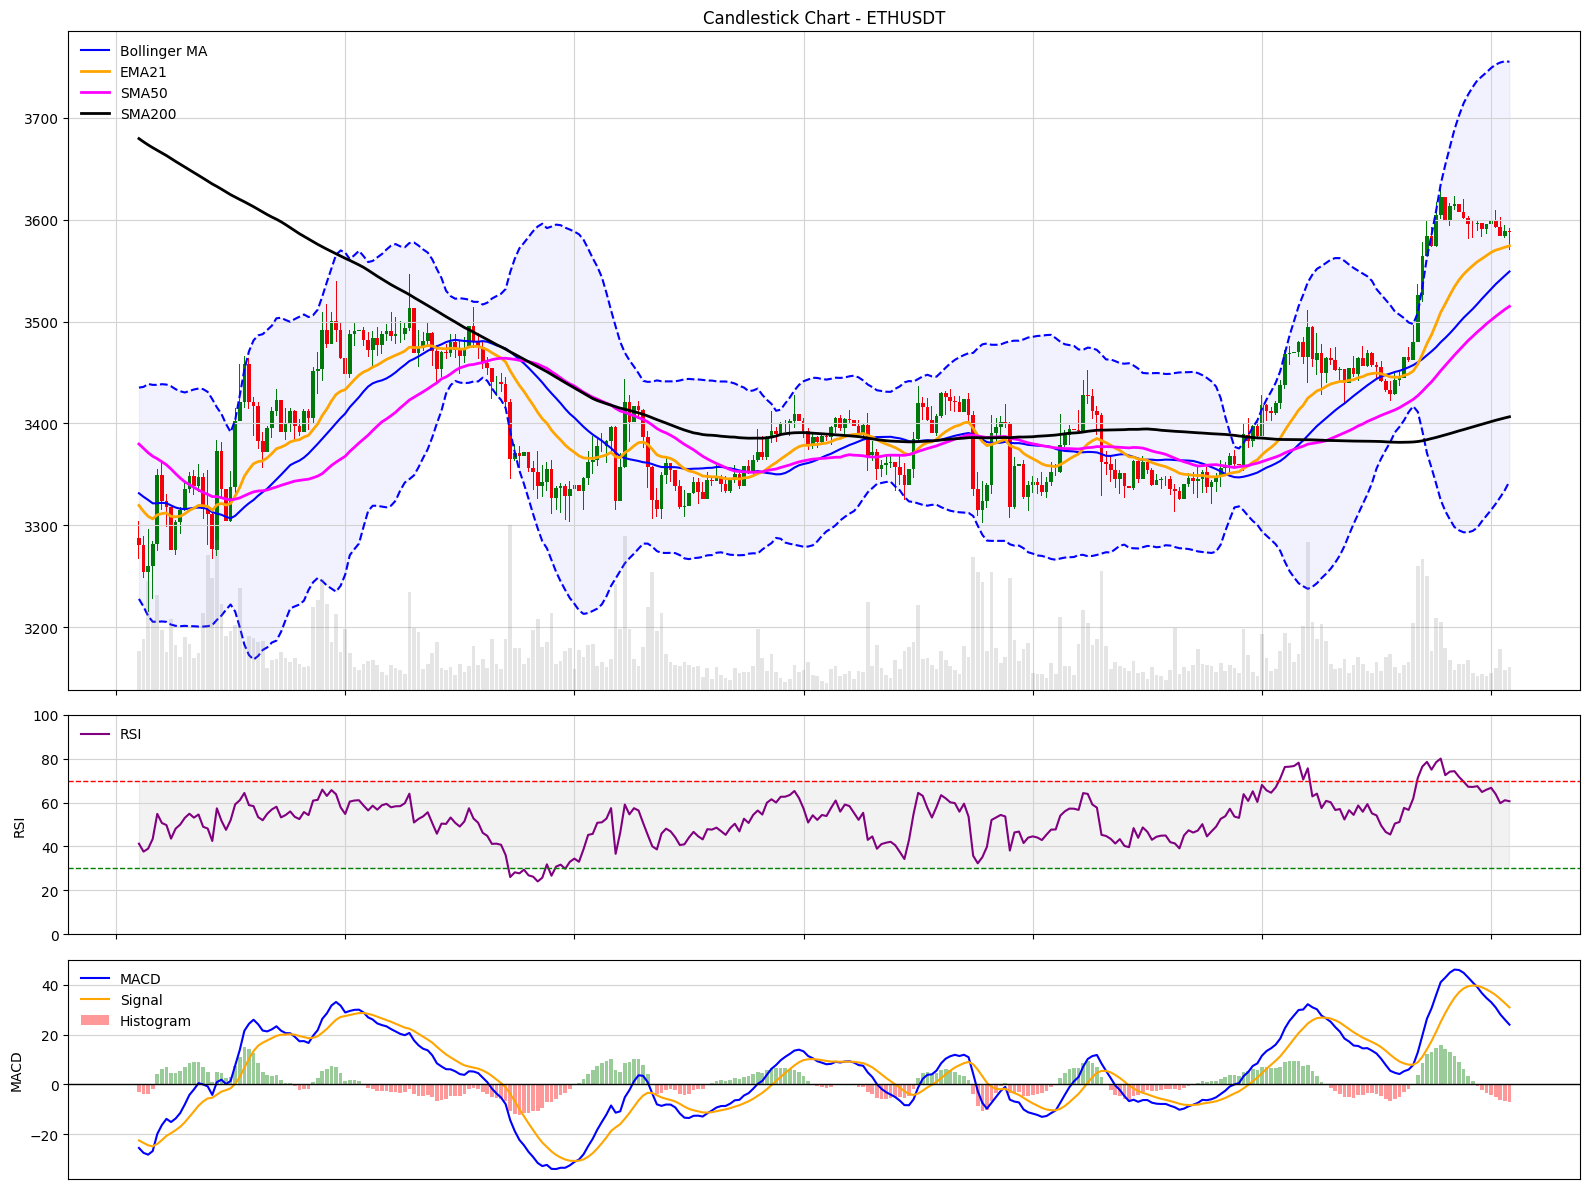 Candlestick Chart - ETHUSDT
Bollinger MA
EMA21
SMA50
SMA200
3700
3600
3500
3400
3300
3200
100
80
60
40
20
0
RSI
RSI
40
20
0
−20
MACD
MACD
Signal
Histogram